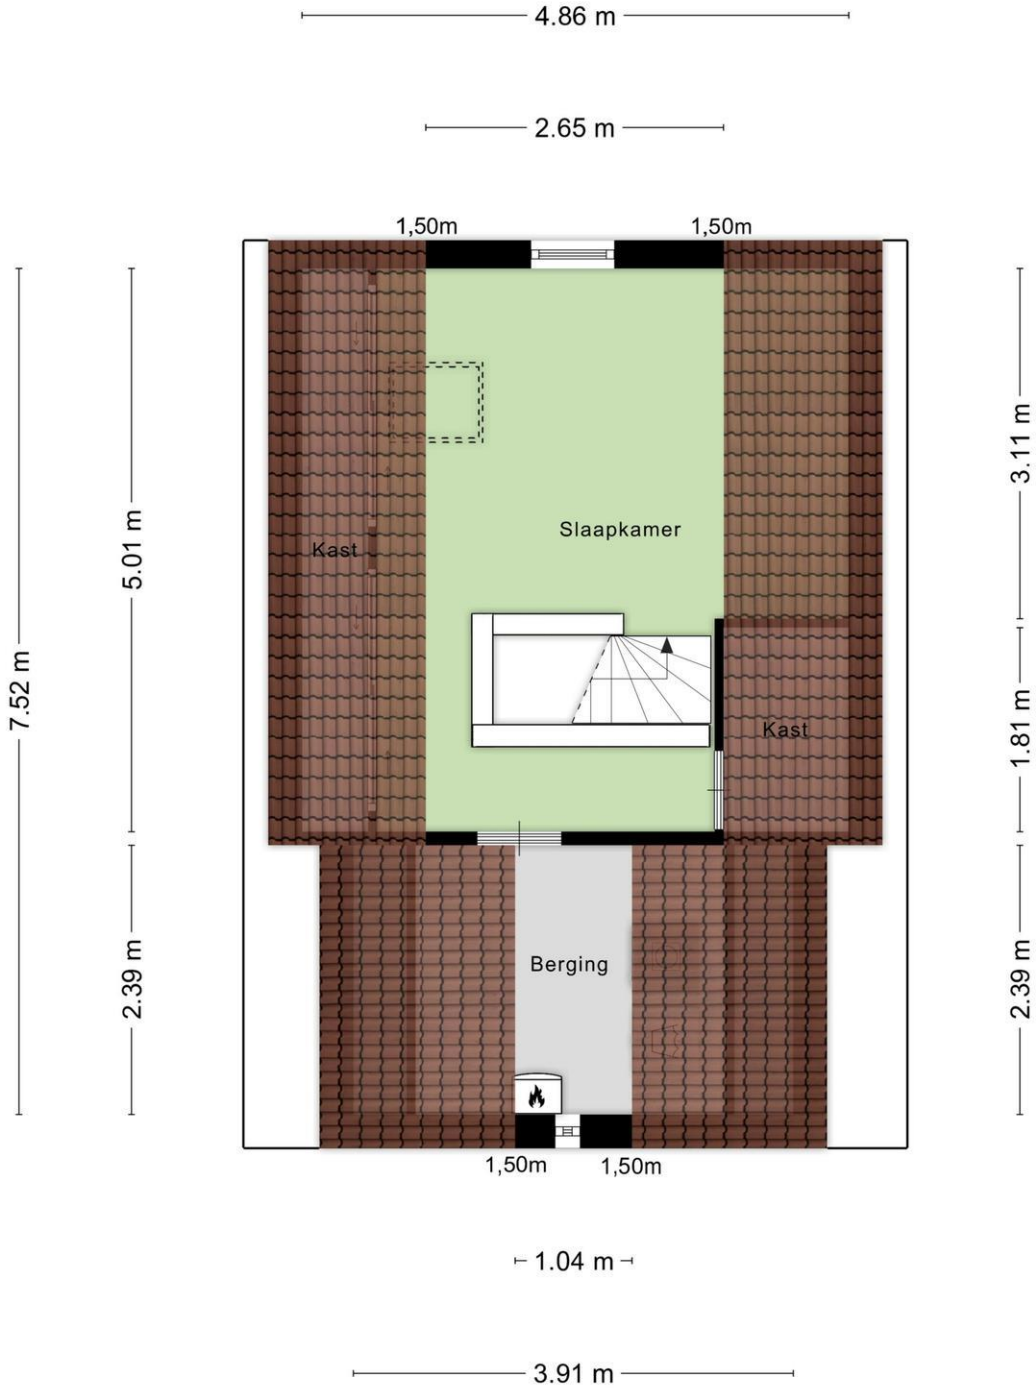 4.86 m
2.65 m
1,50m
1,50m
3.11 m
5.01 m
Slaapkamer
Kast
7.52 m
1.81 m
Kast
2.39 m
Berging
2.39 m
1,50m
1,50m
1.04 m
3.91 m